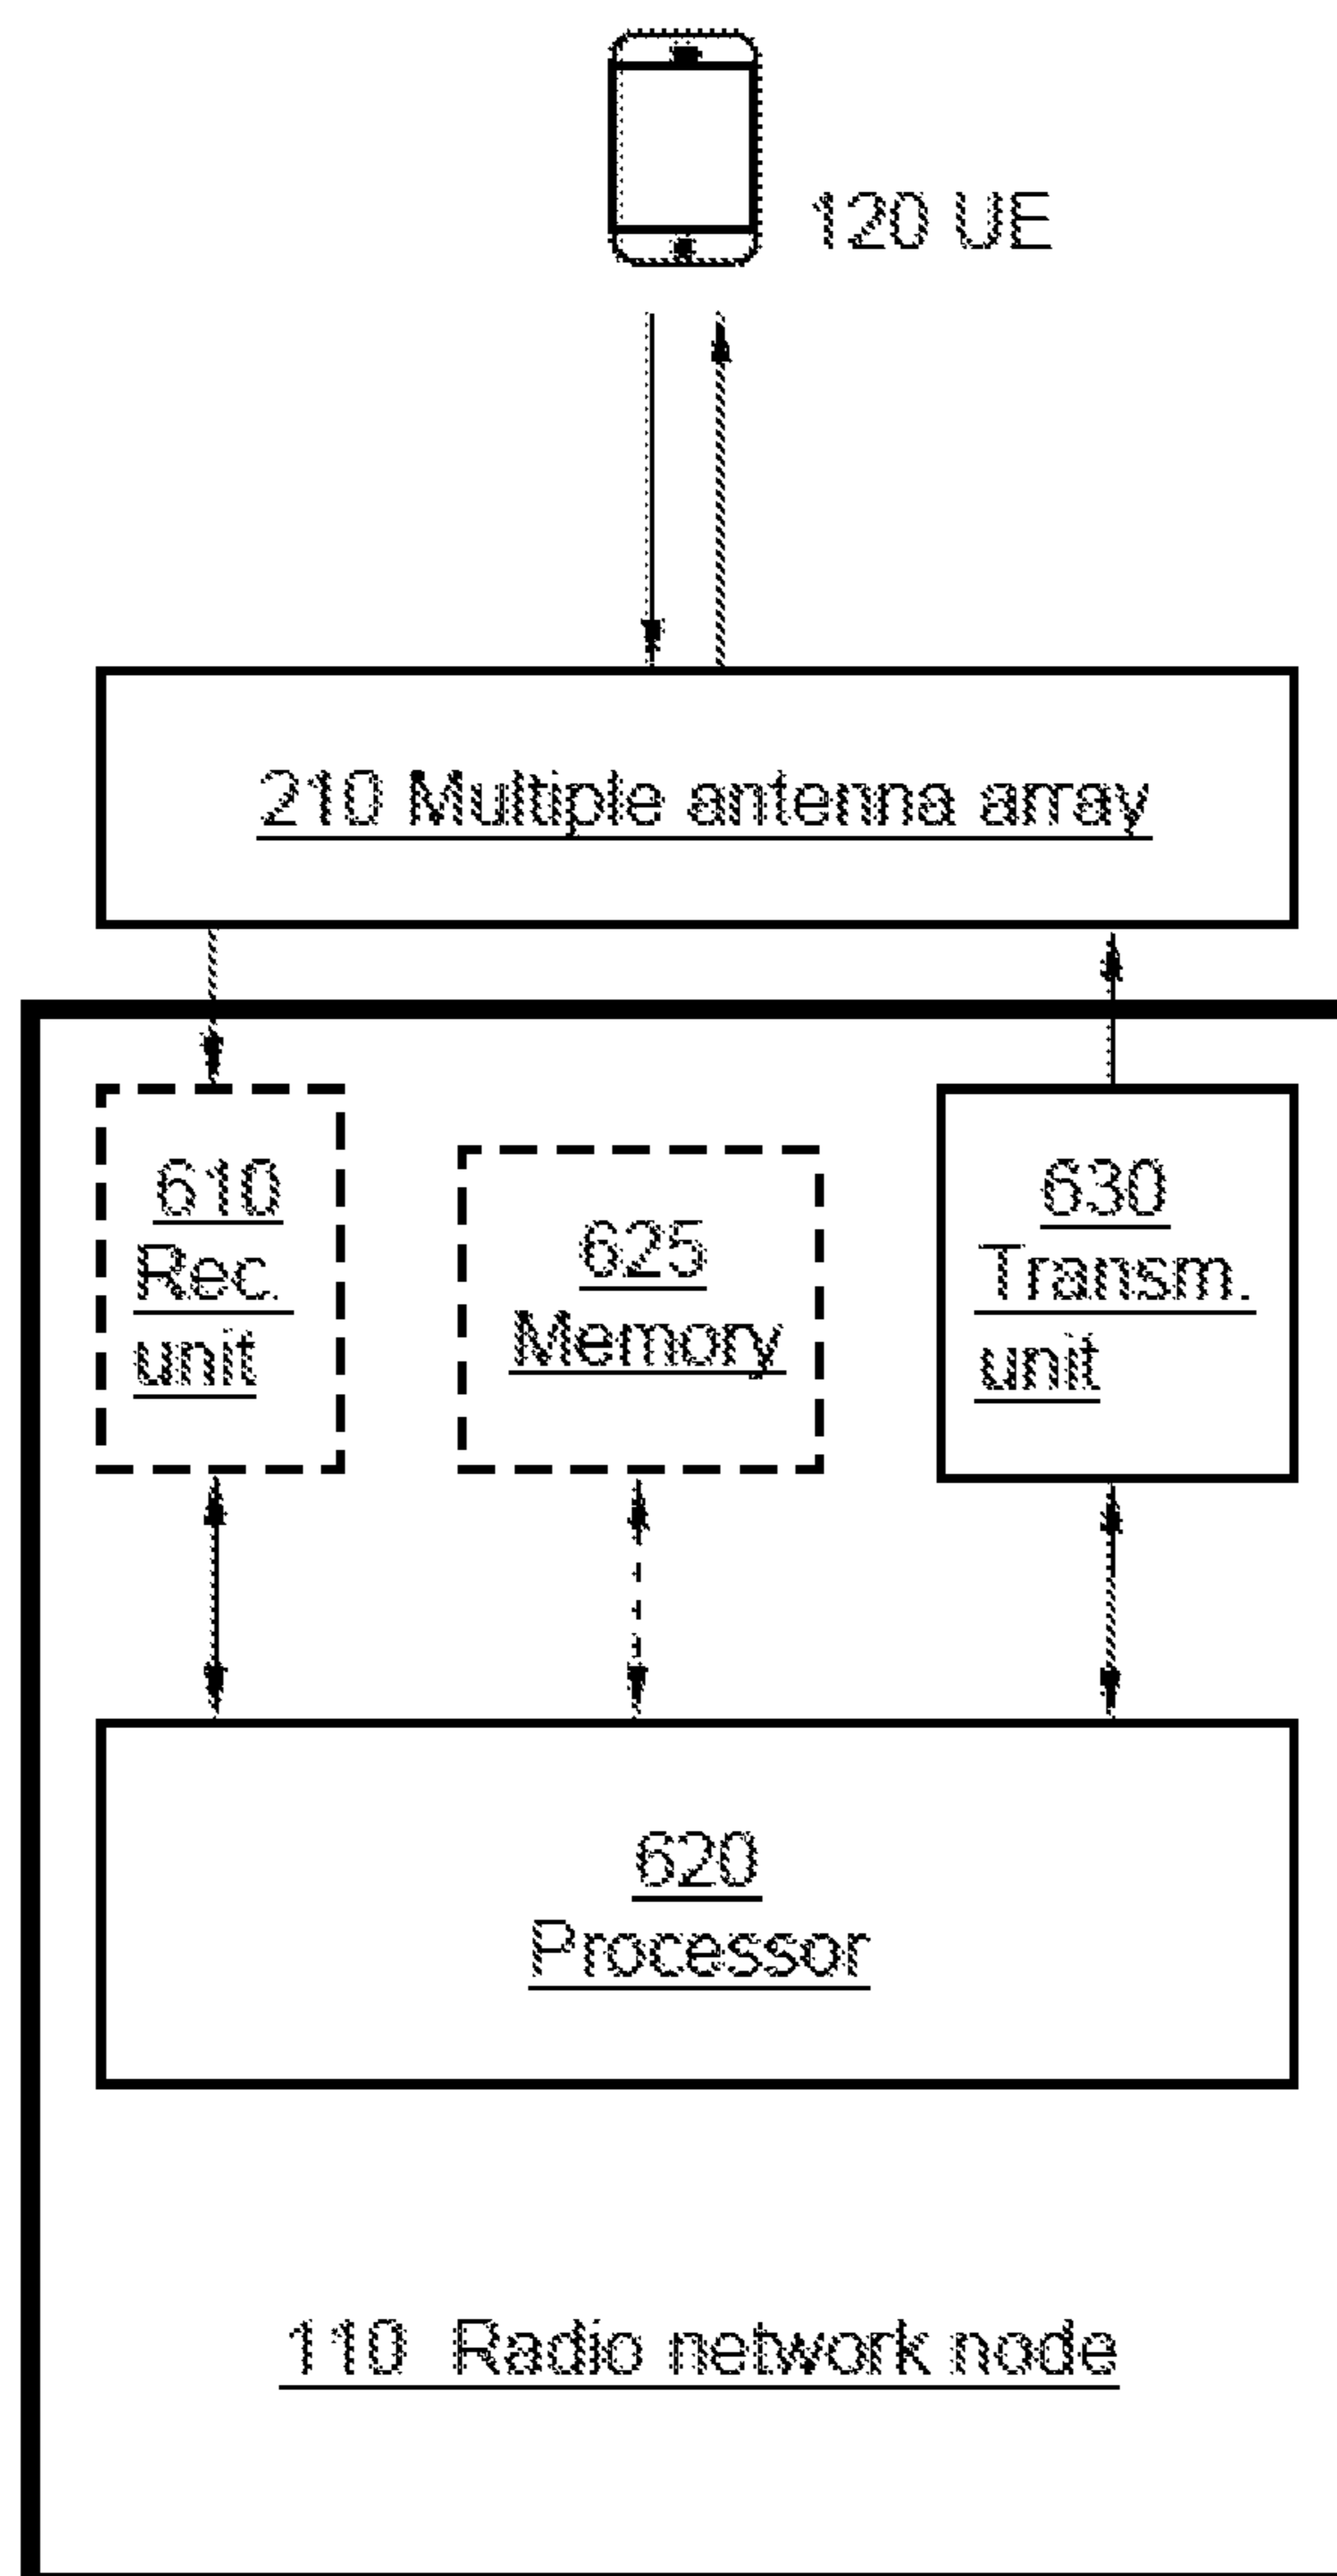 120 UE
210 Multiple antenna array
610
Rec.
unit
625
Memory
630
Transm.
unit
620
Processor
110 Radio network node